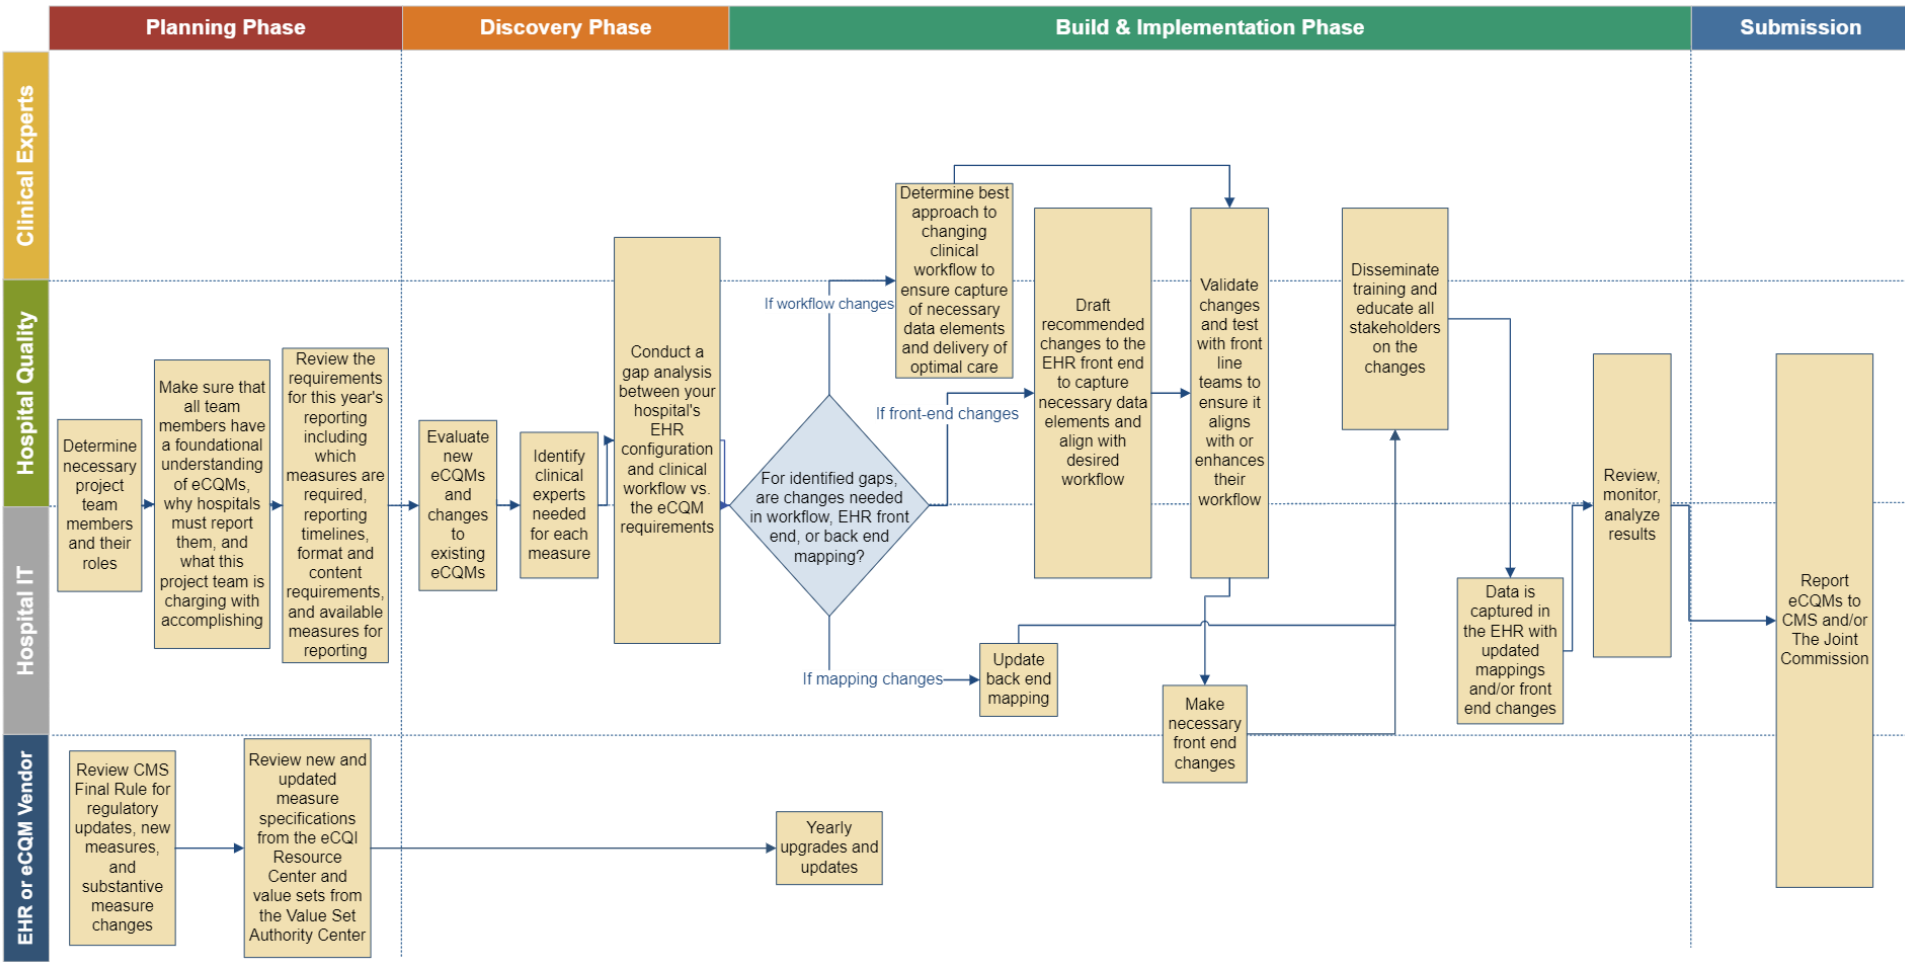 Planning Phase
Discovery Phase
Build & Implementation Phase
Submission
Clinical Experts
Hospital Quality
Hospital IT
EHR or eCQM Vendor
Determine
necessary
project
team
members
and their
roles
Make sure that
all team
members have
a foundational
understanding
of eCQMs,
why hospitals
must report
them, and
what this
project team is
charging with
accomplishing
Review the
requirements
for this year's
reporting
including
which
measures are
required,
reporting
timelines,
format and
content
requirements,
and available
measures for
reporting
Evaluate
new
eCQMs
and
changes
to
existing
eCQMs
Identify
clinical
experts
needed
for each
measure
Conduct a
gap analysis
between your
hospital's
EHR
configuration
and clinical
workflow vs.
the eCQM
requirements
For identified gaps,
are changes needed
in workflow, EHR front
end, or back end
mapping?
If workflow changes
If front-end changes
If mapping changes
Determine best
approach to
changing
clinical
workflow to
ensure capture
of necessary
data elements
and delivery of
optimal care
Draft
recommended
changes to the
EHR front end
to capture
necessary data
elements and
align with
desired
workflow
Validate
changes
and test
with front
line
teams to
ensure it
aligns
with or
enhances
their
workflow
Update
back end
mapping
Make
necessary
front end
changes
Disseminate
training and
educate all
stakeholders
on the
changes
Data is
captured in
the EHR with
updated
mappings
and/or front
end changes
Review,
monitor,
analyze
results
Report
eCQMs to
CMS and/or
The Joint
Commission
Review CMS
Final Rule for
regulatory
updates, new
measures,
and
substantive
measure
changes
Review new and
updated
measure
specifications
from the eCQI
Resource
Center and
value sets from
the Value Set
Authority Center
Yearly
upgrades and
updates